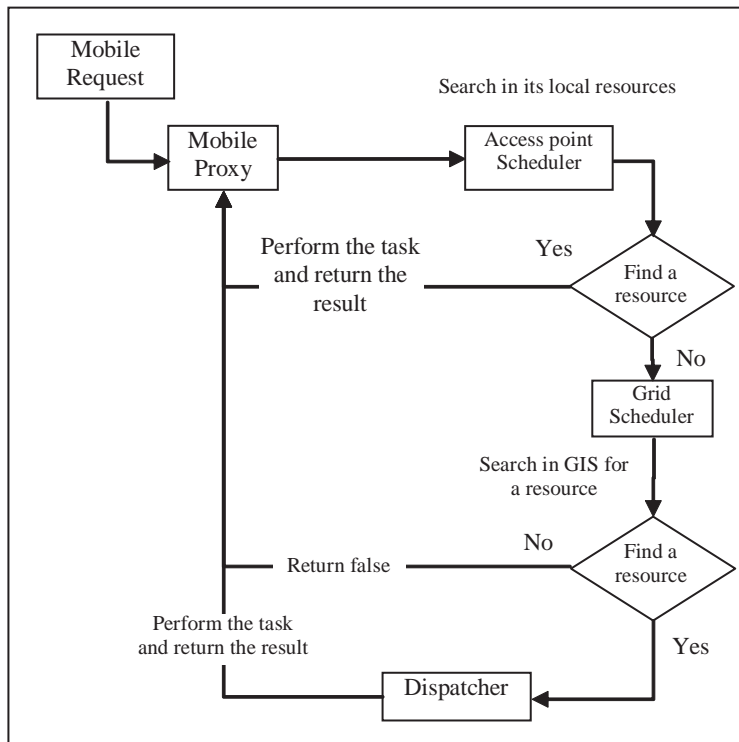 Mobile
Request
Search in its local resources
Mobile
Proxy
Access point
Scheduler
Perform the task
and return the
result
Yes
Find a
resource
No
Grid
Scheduler
Search in GIS for
a resource
No
Return false
Find a
resource
Perform the task
and return the result
Yes
Dispatcher